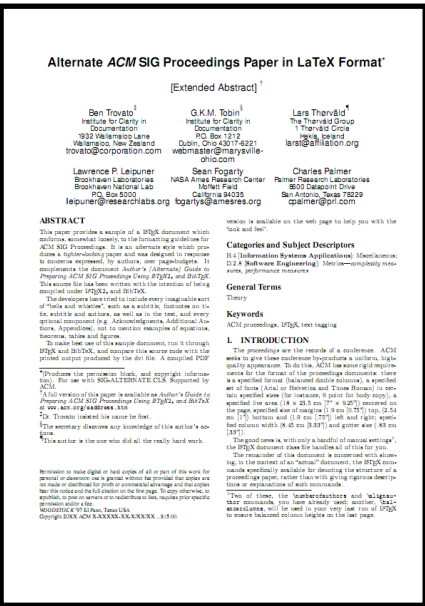 Alternate ACM SIG Proceedings Paper in LaTeX Format*
[Extended Abstract] †
Ben Trovato‡
Institute for Clarity in
Documentation
1932 Wallamaloo Lane
Wallamaloo, New Zealand
trovato@corporation.com
G.K.M. Tobin§
Institute for Clarity in
Documentation
P.O. Box 1212
Dublin, Ohio 43017-6221
webmaster@marysville-
ohio.com
Lars Thørväld¶
The Thørväld Group
1 Thørväld Circle
Hekla, Iceland
larst@affiliation.org
Lawrence P. Leipuner
Brookhaven Laboratories
Brookhaven National Lab
P.O. Box 5000
leipuner@researchlabs.org
Sean Fogarty
NASA Ames Research Center
Moffett Field
California 94035
fogartys@amesres.org
Charles Palmer
Palmer Research Laboratories
8600 Datapoint Drive
San Antonio, Texas 78229
cpalmer@prl.com
ABSTRACT
This paper provides a sample of a LaTeX document which
conforms, somewhat loosely, to the formatting guidelines for
ACM SIG Proceedings. It is an alternate style which pro-
duces a tighter-looking paper and was designed in response
to concerns expressed, by authors, over page-budgets. It
complements the document Author's (Alternate) Guide to
Preparing ACM SIG Proceedings Using LaTeX2ε and BibTeX.
This source file has been written with the intention of being
compiled under LaTeX2ε and BibTeX.
The developers have tried to include every imaginable sort
of "bells and whistles", such as a subtitle, footnotes on ti-
tle, subtitle and authors, as well as in the text, and every
optional component (e.g. Acknowledgments, Additional Au-
thors, Appendices), not to mention examples of equations,
theorems, tables and figures.
To make best use of this sample document, run it through
LaTeX and BibTeX, and compare this source code with the
printed output produced by the dvi file. A compiled PDF
*(Produces the permission block, and copyright informa-
tion). For use with SIG-ALTERNATE.CLS. Supported by
ACM.
†A full version of this paper is available as Author's Guide to
Preparing ACM SIG Proceedings Using LaTeX2ε and BibTeX
at www.acm.org/eaddress.htm
‡Dr. Trovato insisted his name be first.
§The secretary disavows any knowledge of this author's ac-
tions.
¶This author is the one who did all the really hard work.
Permission to make digital or hard copies of all or part of this work for
personal or classroom use is granted without fee provided that copies are
not made or distributed for profit or commercial advantage and that copies
bear this notice and the full citation on the first page. To copy otherwise, to
republish, to post on servers or to redistribute to lists, requires prior specific
permission and/or a fee.
WOODSTOCK '97 El Paso, Texas USA
Copyright 20XX ACM X-XXXXX-XX-X/XX/XX ...$15.00.
version is available on the web page to help you with the
'look and feel'.
Categories and Subject Descriptors
H.4 [Information Systems Applications]: Miscellaneous;
D.2.8 [Software Engineering]: Metrics—complexity mea-
sures, performance measures
General Terms
Theory
Keywords
ACM proceedings, LaTeX, text tagging
1. INTRODUCTION
The proceedings are the records of a conference. ACM
seeks to give these conference by-products a uniform, high-
quality appearance. To do this, ACM has some rigid require-
ments for the format of the proceedings documents: there
is a specified format (balanced double columns), a specified
set of fonts (Arial or Helvetica and Times Roman) in cer-
tain specified sizes (for instance, 9 point for body copy), a
specified live area (18 × 23.5 cm [7" × 9.25"]) centered on
the page, specified size of margins (1.9 cm [0.75"]) top, (2.54
cm [1"]) bottom and (1.9 cm [.75"]) left and right; speci-
fied column width (8.45 cm [3.33"]) and gutter size (.83 cm
[.33"]).
The good news is, with only a handful of manual settings¹,
the LaTeX document class file handles all of this for you.
The remainder of this document is concerned with show-
ing, in the context of an "actual" document, the LaTeX com-
mands specifically available for denoting the structure of a
proceedings paper, rather than with giving rigorous descrip-
tions or explanations of such commands.
¹Two of these, the \numberofauthors and \alignau-
thor commands, you have already used; another, \bal-
ancecolumns, will be used in your very last run of LaTeX
to ensure balanced column heights on the last page.